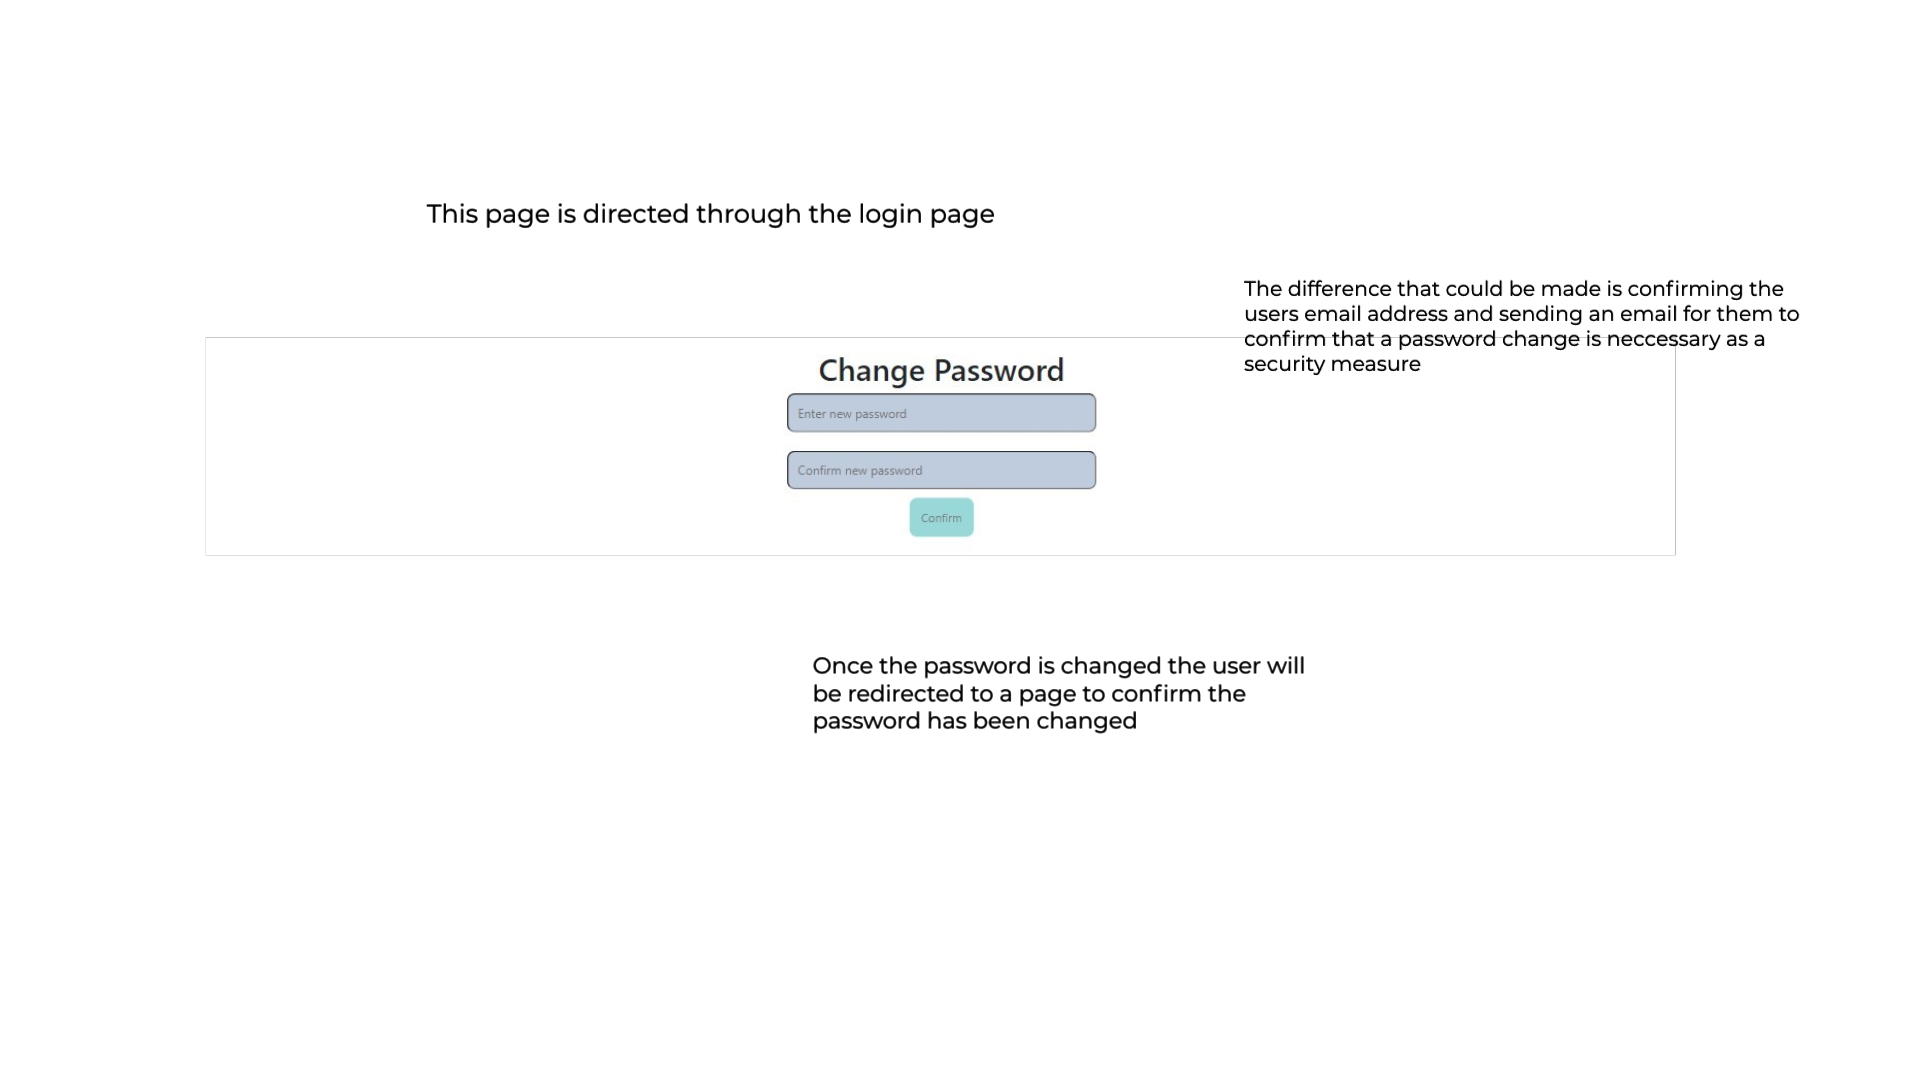 This page is directed through the login page
The difference that could be made is confirming the
users email address and sending an email for them to
confirm that a password change is neccessary as a
security measure
Change Password
Enter new password
Confirm new password
Confirm
Once the password is changed the user will
be redirected to a page to confirm the
password has been changed